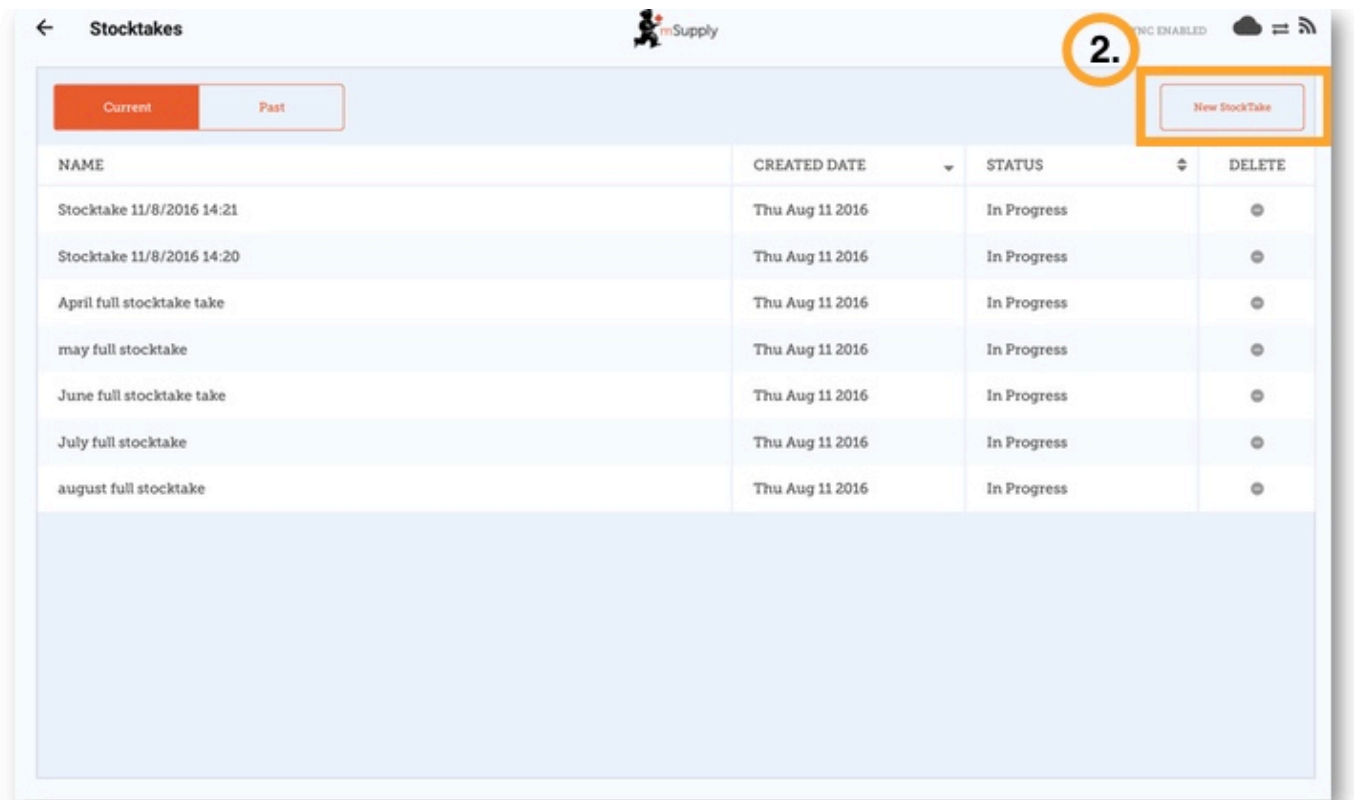 Stocktakes
mSupply
ENABLED
2.
Current Past New StockTake
NAME CREATED DATE STATUS DELETE
Stocktake 11/8/2016 14:21 Thu Aug 11 2016 In Progress
Stocktake 11/8/2016 14:20 Thu Aug 11 2016 In Progress
April full stocktake take Thu Aug 11 2016 In Progress
may full stocktake Thu Aug 11 2016 In Progress
June full stocktake take Thu Aug 11 2016 In Progress
July full stocktake Thu Aug 11 2016 In Progress
august full stocktake Thu Aug 11 2016 In Progress